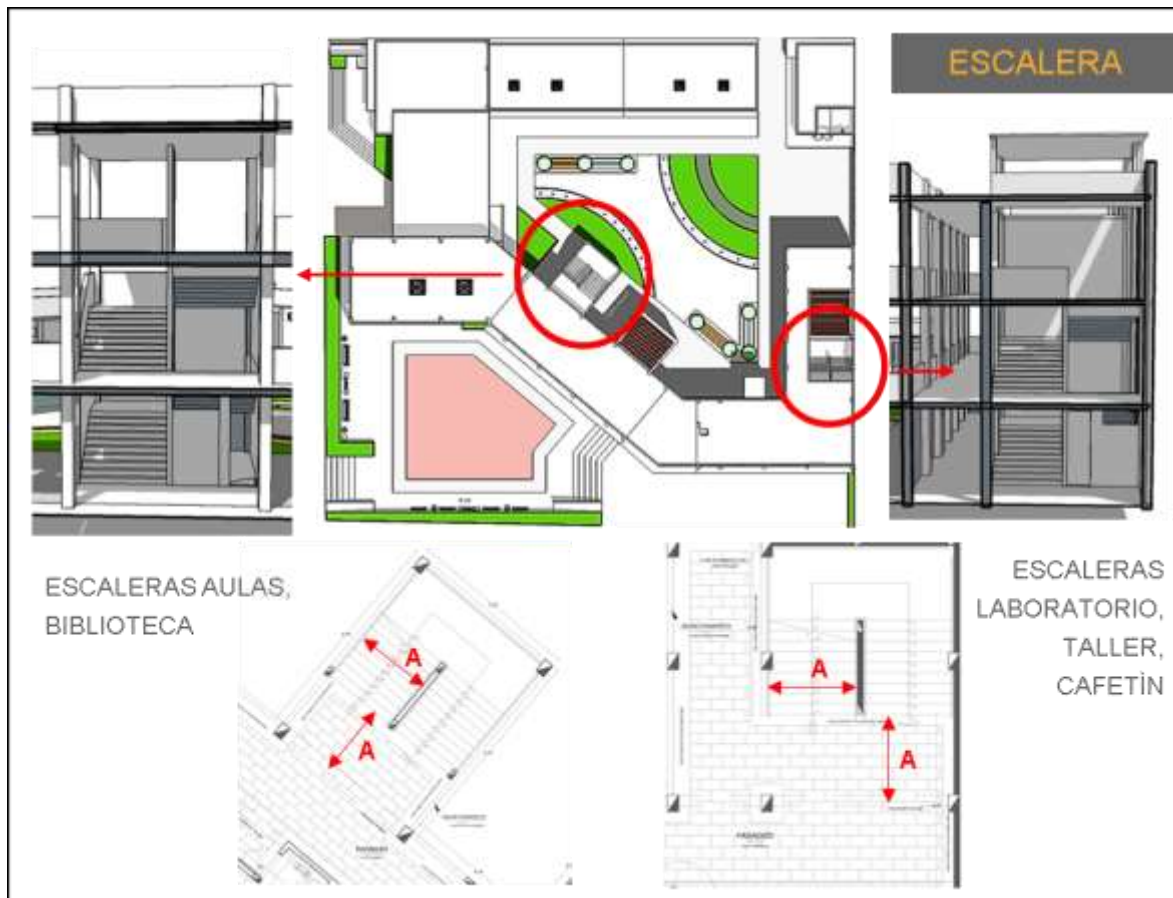 ESCALERA
ESCALERAS AULAS,
BIBLIOTECA
A
A
A
A
ESCALERAS
LABORATORIO,
TALLER,
CAFETÌN